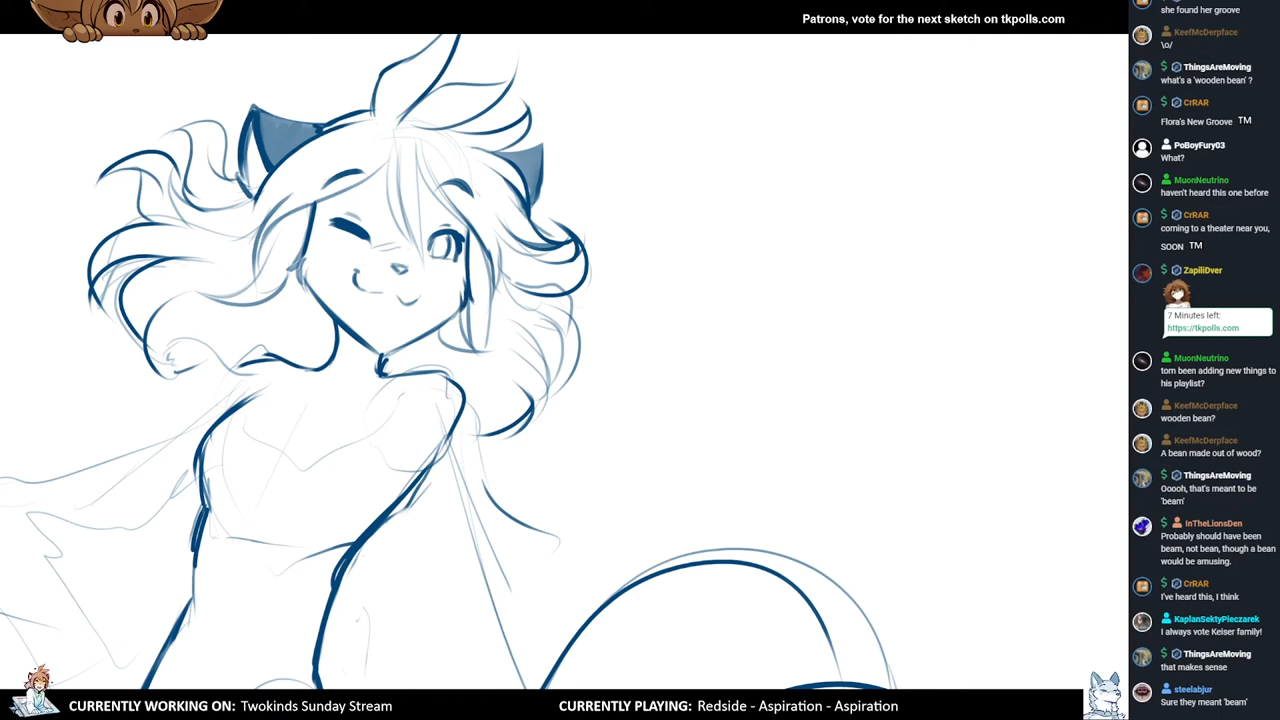 Patrons, vote for the next sketch on tkpolls.com
she found her groove
KeefMcDerpface
\o/
$ ThingsAreMoving
what's a 'wooden bean' ?
$ CrRAR
Flora's New Groove TM
PoBoyFury03
What?
MuonNeutrino
haven't heard this one before
$ CrRAR
coming to a theater near you,
SOON TM
$ ZapiliDver
7 Minutes left:
https://tkpolls.com
MuonNeutrino
tom been adding new things to
his playlist?
KeefMcDerpface
wooden bean?
KeefMcDerpface
A bean made out of wood?
$ ThingsAreMoving
Ooooh, that's meant to be
'beam'
$ InTheLionsDen
Probably should have been
beam, not bean, though a bean
would be amusing.
$ CrRAR
I've heard this, I think
KaplanSektyPieczarek
I always vote Keiser family!
$ ThingsAreMoving
that makes sense
steelabjur
Sure they meant 'beam'
CURRENTLY WORKING ON: Twokinds Sunday Stream
CURRENTLY PLAYING: Redside - Aspiration - Aspiration